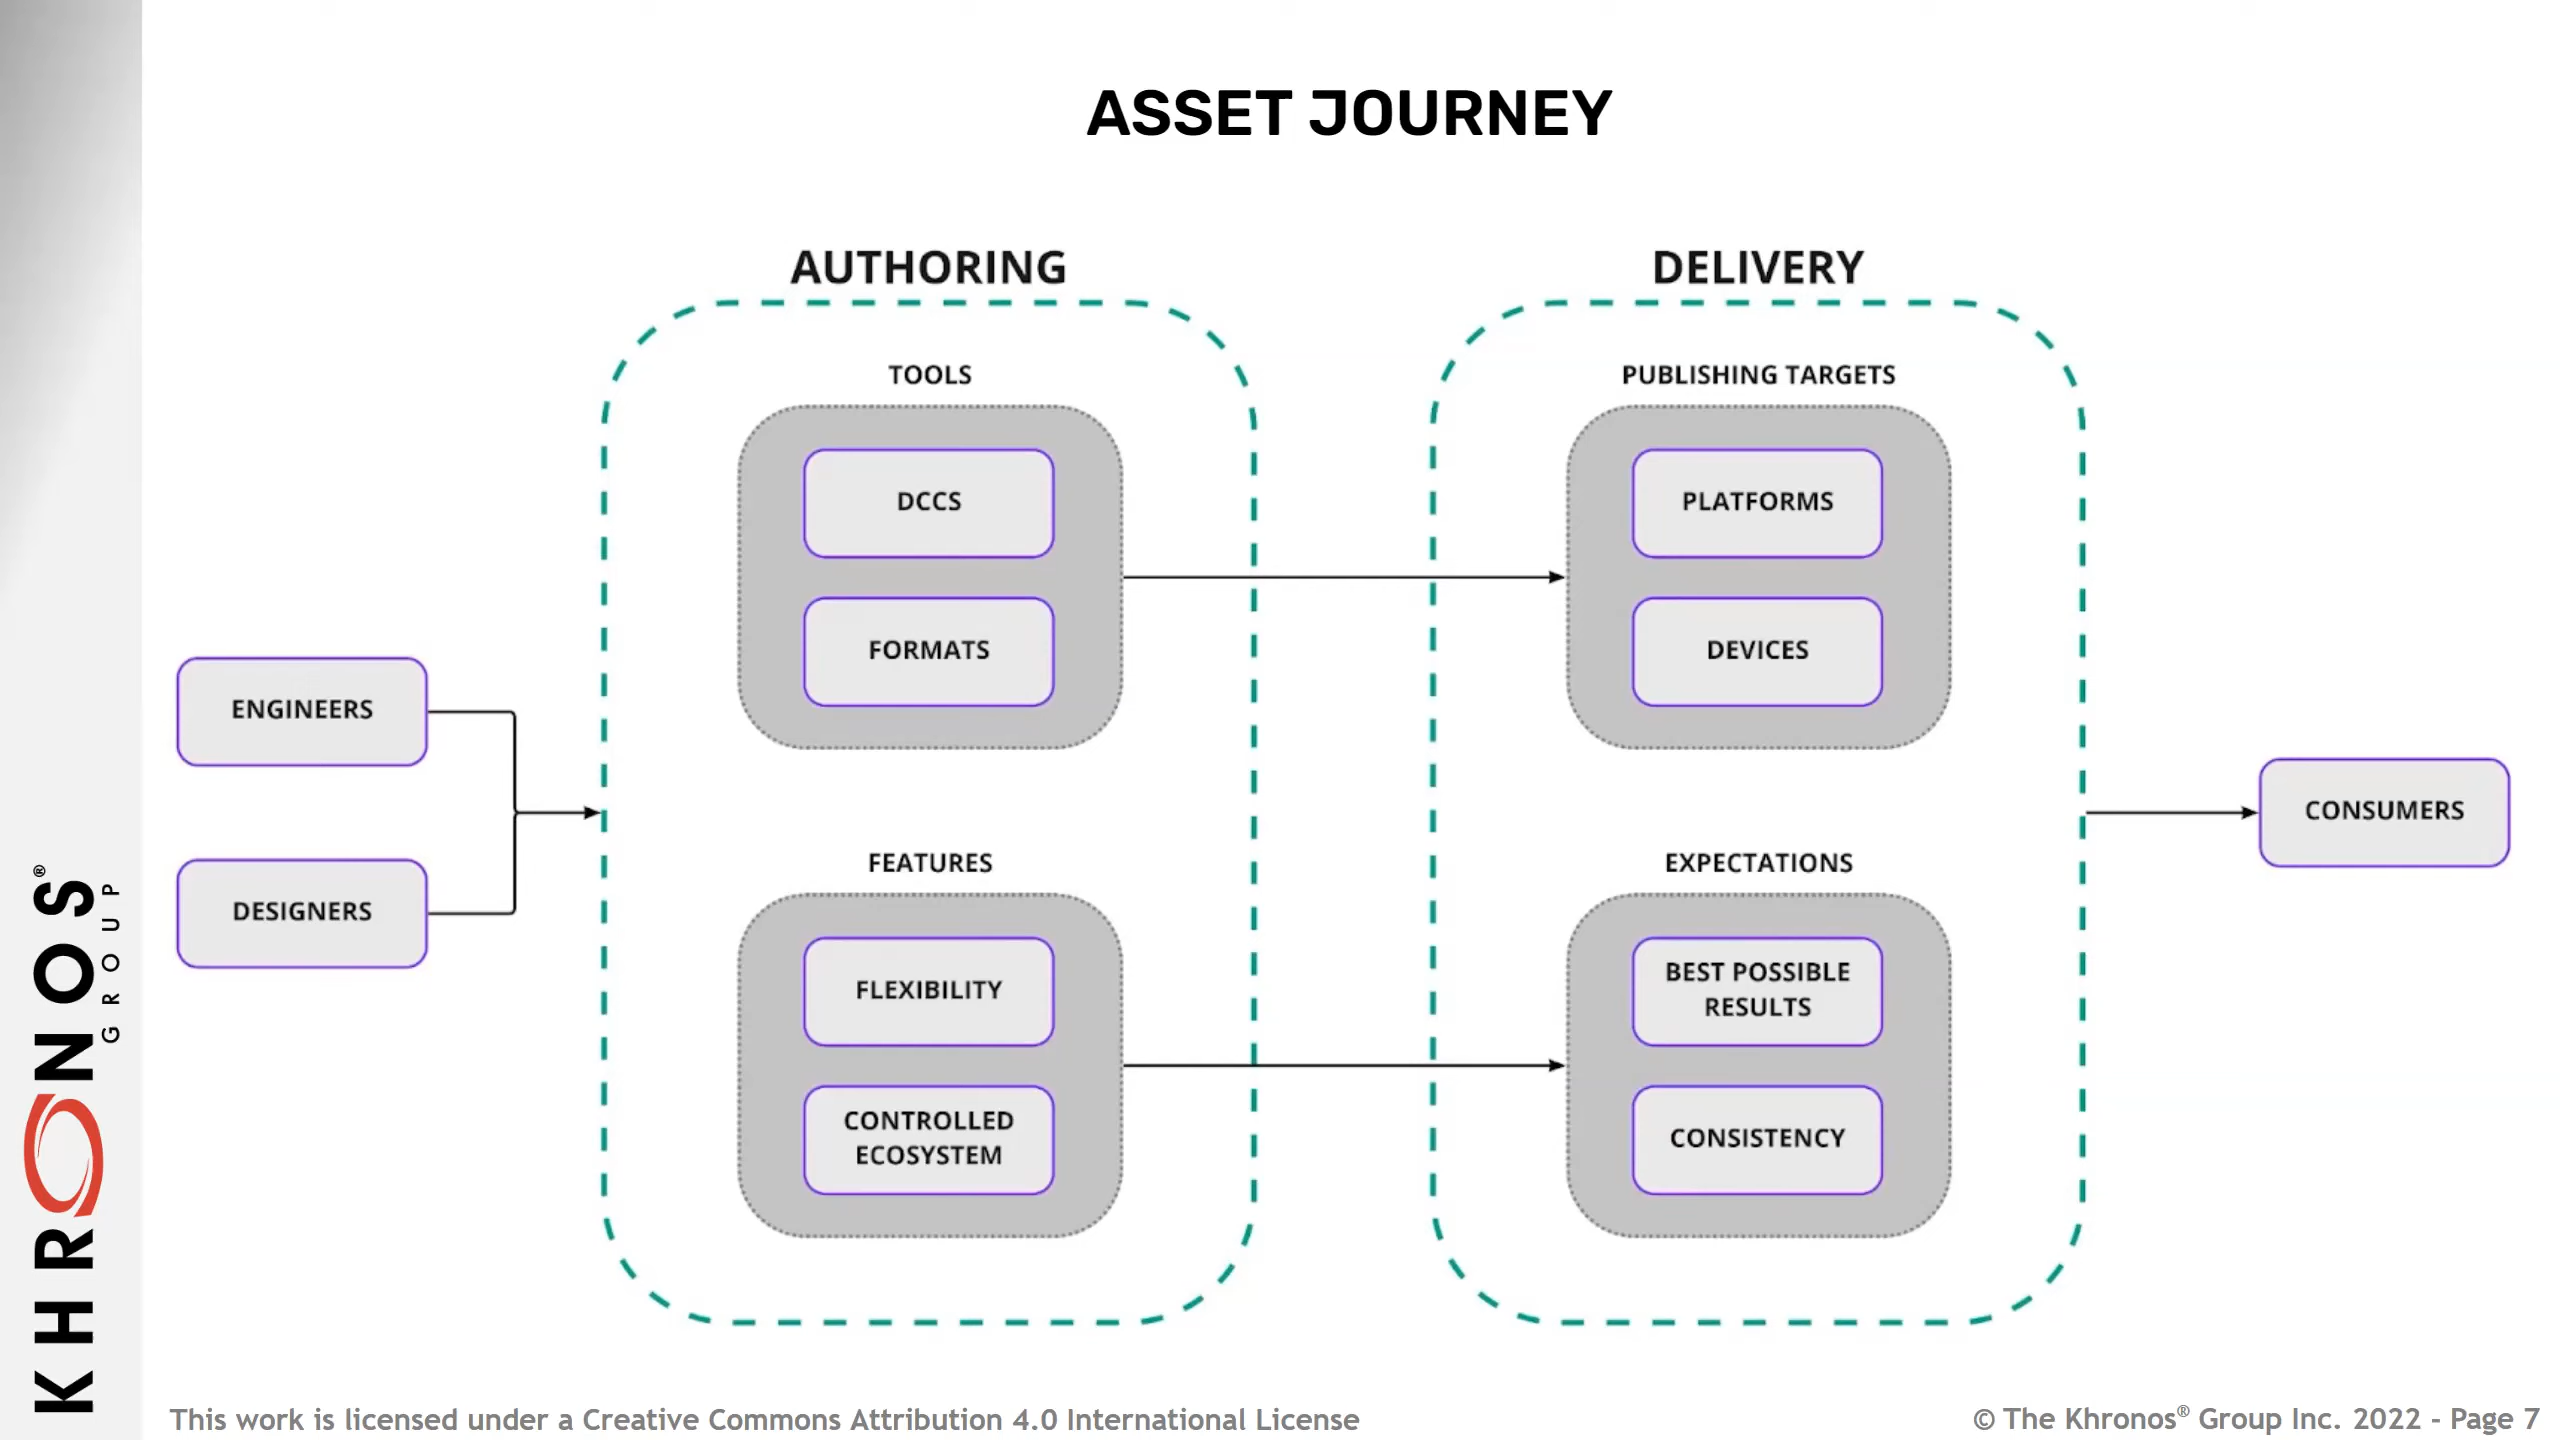 ASSET JOURNEY
AUTHORING
DELIVERY
TOOLS
PUBLISHING TARGETS
DCCS
PLATFORMS
FORMATS
DEVICES
ENGINEERS
DESIGNERS
CONSUMERS
FEATURES
EXPECTATIONS
FLEXIBILITY
BEST POSSIBLE
RESULTS
CONTROLLED
ECOSYSTEM
CONSISTENCY
KHRONOS®
GROUP
This work is licensed under a Creative Commons Attribution 4.0 International License
© The Khronos® Group Inc. 2022 - Page 7